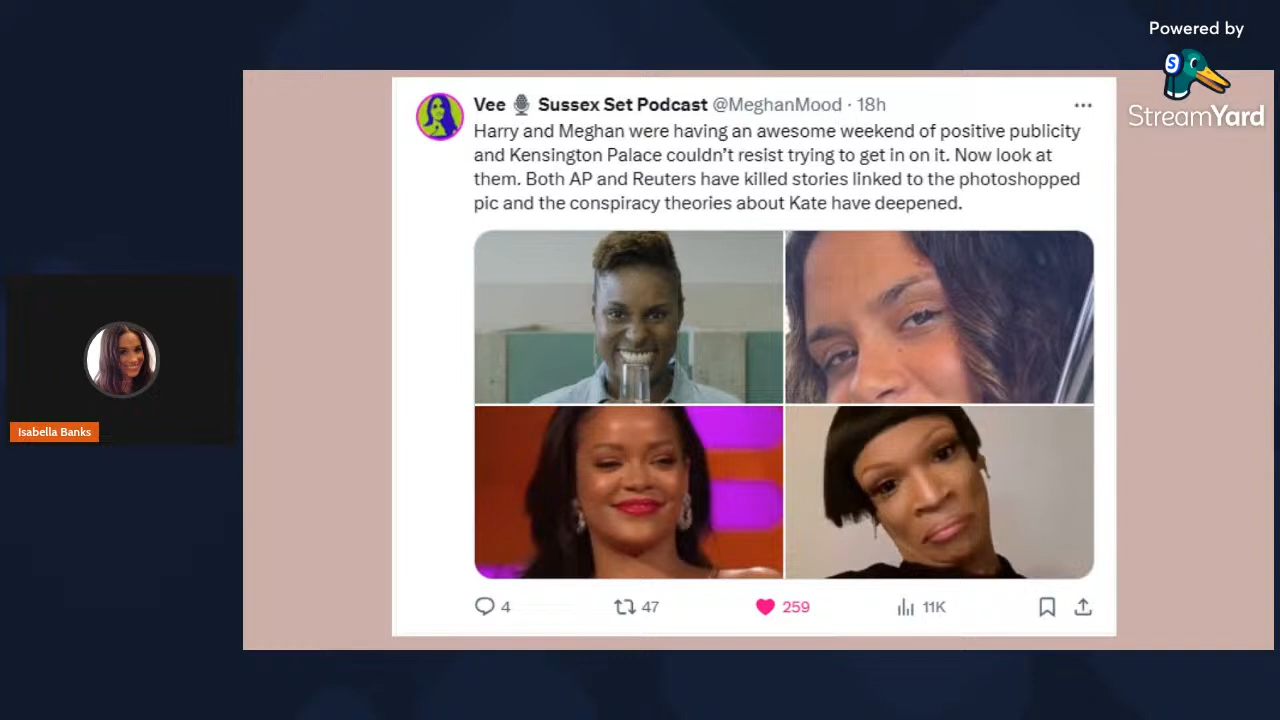 Powered by
StreamYard
Vee 🎙️ Sussex Set Podcast @MeghanMood · 18h
Harry and Meghan were having an awesome weekend of positive publicity
and Kensington Palace couldn't resist trying to get in on it. Now look at
them. Both AP and Reuters have killed stories linked to the photoshopped
pic and the conspiracy theories about Kate have deepened.
4 47 259 11K
Isabella Banks